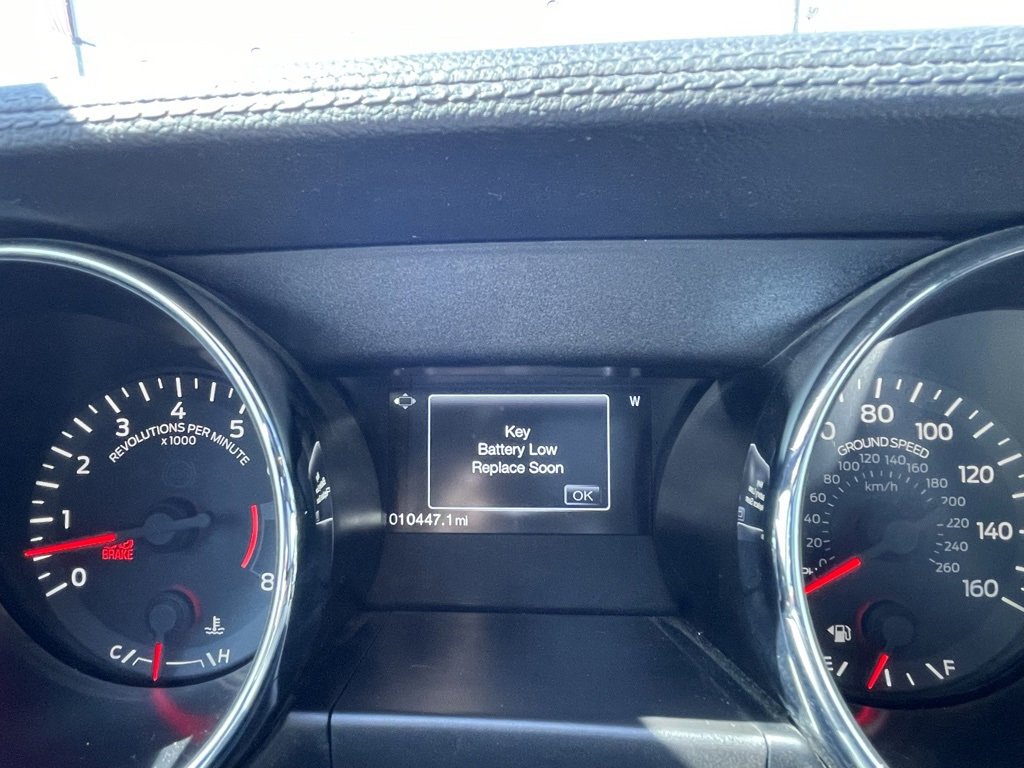 W
Key
Battery Low
Replace Soon
OK
010447.1 mi
0
1
2
3
4
5
8
REVOLUTIONS PER MINUTE
x1000
BRAKE
C
H
80
100
120
140
160
GROUND SPEED
20
40
60
80
100
120
140
160
180
200
220
240
260
km/h
E
F